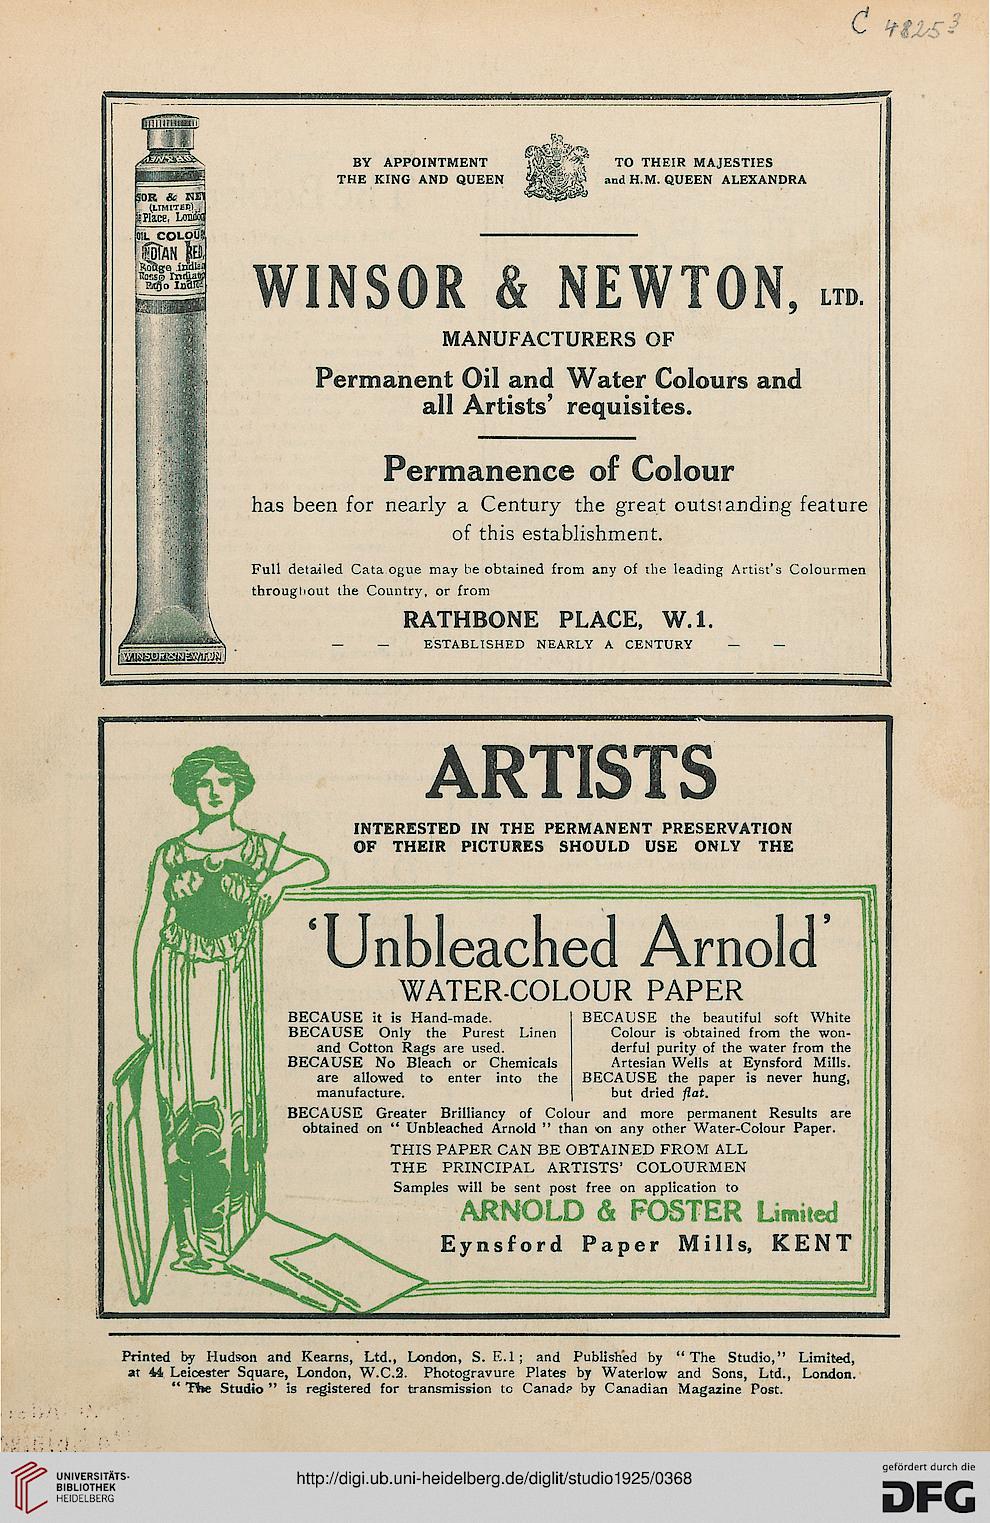 C 4825³
BY APPOINTMENT TO THEIR MAJESTIES
THE KING AND QUEEN and H.M. QUEEN ALEXANDRA
SOR & NEW
(LIMITED)
Place, London
OIL COLOUR
INDIAN RED
Rouge indien
WINSOR & NEWTON
WINSOR & NEWTON, LTD.
MANUFACTURERS OF
Permanent Oil and Water Colours and
all Artists' requisites.
Permanence of Colour
has been for nearly a Century the great outstanding feature
of this establishment.
Full detailed Cata ogue may be obtained from any of the leading Artist's Colourmen
throughout the Country, or from
RATHBONE PLACE, W.1.
— — ESTABLISHED NEARLY A CENTURY — —
ARTISTS
INTERESTED IN THE PERMANENT PRESERVATION
OF THEIR PICTURES SHOULD USE ONLY THE
'Unbleached Arnold'
WATER-COLOUR PAPER
BECAUSE it is Hand-made.
BECAUSE Only the Purest Linen
and Cotton Rags are used.
BECAUSE No Bleach or Chemicals
are allowed to enter into the
manufacture.
BECAUSE the beautiful soft White
Colour is obtained from the won-
derful purity of the water from the
Artesian Wells at Eynsford Mills.
BECAUSE the paper is never hung,
but dried flat.
BECAUSE Greater Brilliancy of Colour and more permanent Results are
obtained on " Unbleached Arnold " than on any other Water-Colour Paper.
THIS PAPER CAN BE OBTAINED FROM ALL
THE PRINCIPAL ARTISTS' COLOURMEN
Samples will be sent post free on application to
ARNOLD & FOSTER Limited
Eynsford Paper Mills, KENT
Printed by Hudson and Kearns, Ltd., London, S. E.1; and Published by "The Studio," Limited,
at 44 Leicester Square, London, W.C.2. Photogravure Plates by Waterlow and Sons, Ltd., London.
"The Studio" is registered for transmission to Canada by Canadian Magazine Post.
UNIVERSITÄTS-
BIBLIOTHEK
HEIDELBERG
http://digi.ub.uni-heidelberg.de/diglit/studio1925/0368
gefördert durch die
DFG